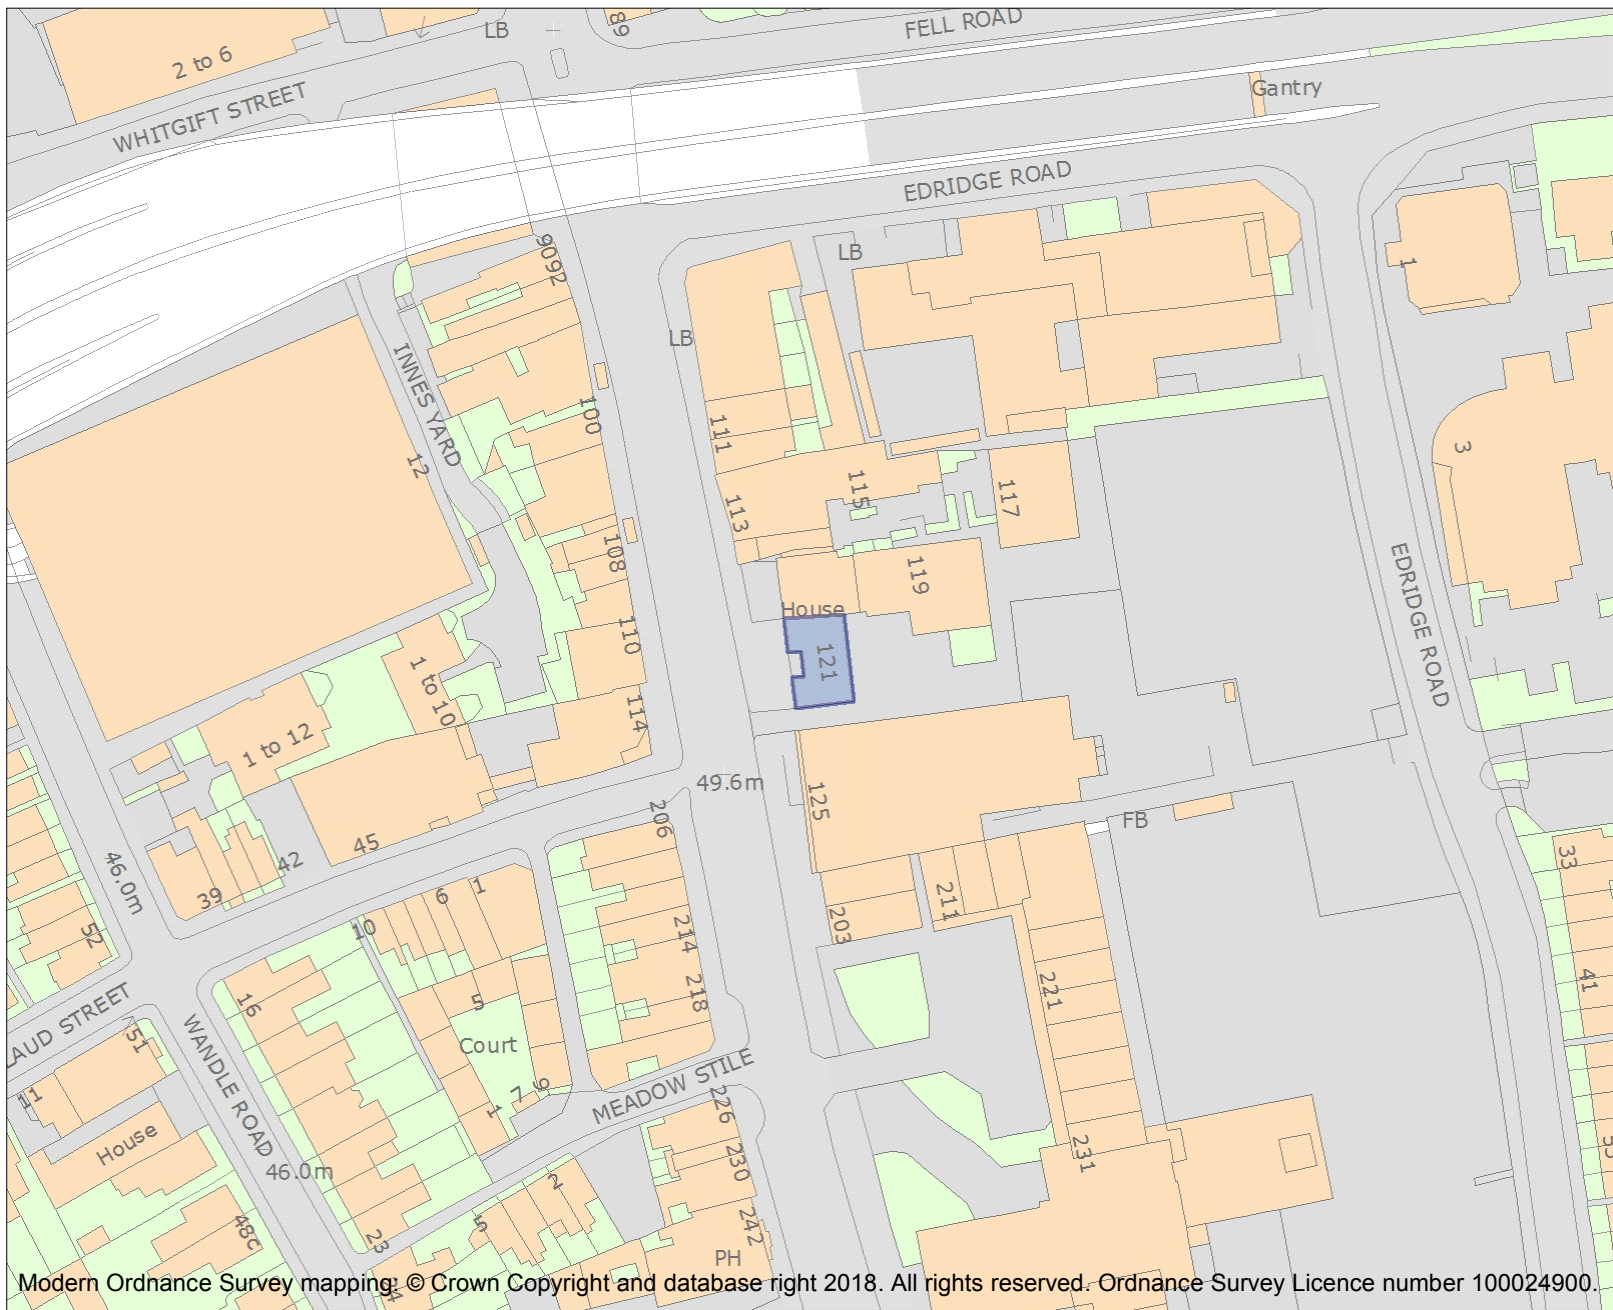 89
FELL ROAD
LB
2 to 6
WHITGIFT STREET
Gantry
EDRIDGE ROAD
9092
LB
1
LB
INNES YARD
100
111
12
115
117
113
3
108
119
EDRIDGE ROAD
House
110
121
1 to 10
114
1 to 12
49.6m
125
206
FB
45
42
46.0m
39
33
6
1
211
10
203
52
214
218
221
41
16
5
LAUD STREET
51
WANDLE ROAD
Court
MEADOW STILE
11
1
7
9
226
House
230
231
46.0m
2
5
242
48c
23
PH
Modern Ordnance Survey mapping: © Crown Copyright and database right 2018. All rights reserved. Ordnance Survey Licence number 100024900.